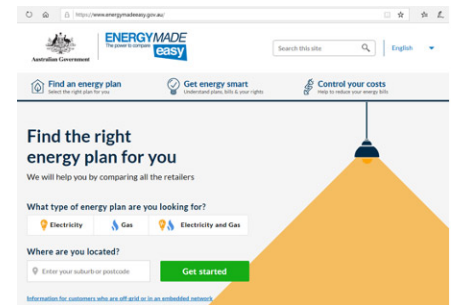 https://www.energymadeeasy.gov.au/
Australian Government
ENERGYMADE
The power to compare
easy
Search this site
English
Find an energy plan
Select the right plan for you
Get energy smart
Understand plans, bills & your rights
Control your costs
Help to reduce your energy bills
Find the right
energy plan for you
We will help you by comparing all the retailers
What type of energy plan are you looking for?
Electricity
Gas
Electricity and Gas
Where are you located?
Enter your suburb or postcode
Get started
Information for customers who are off grid or in an embedded network